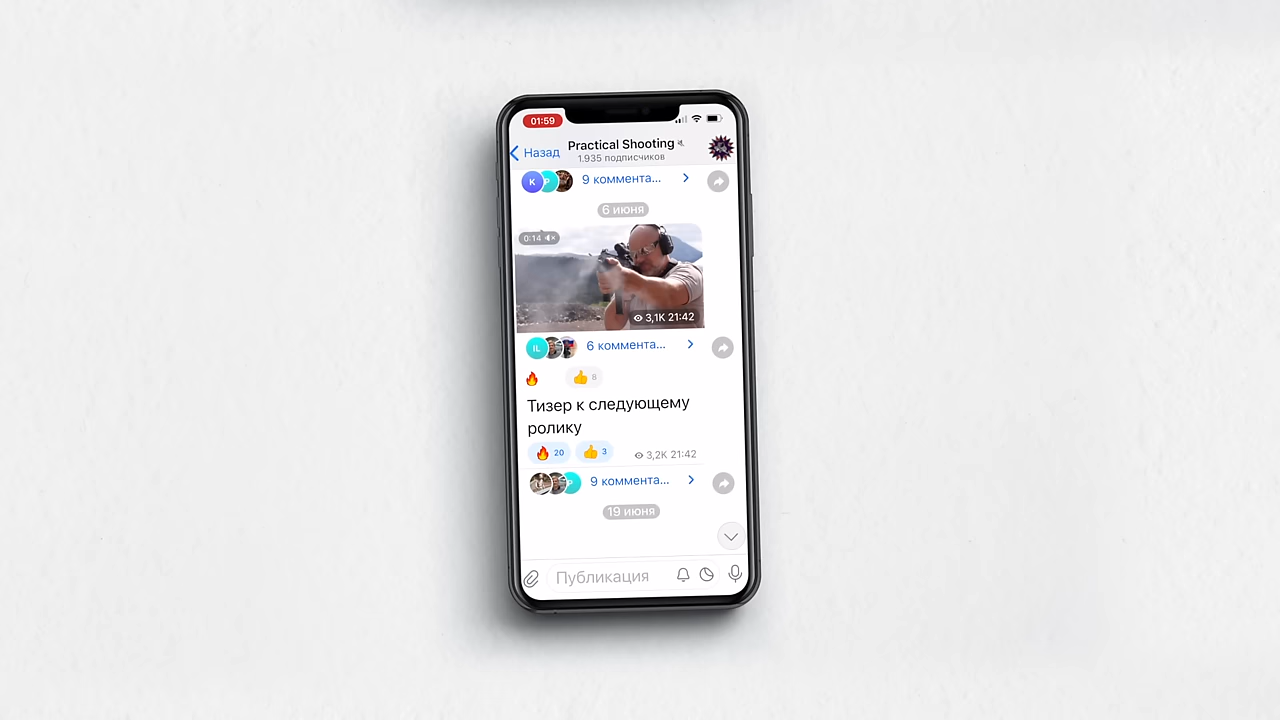 01:59
Назад
Practical Shooting
1.935 подписчиков
K
P
9 коммента...
6 июня
0:14
3,1K 21:42
IL
6 коммента...
8
Тизер к следующему
ролику
20
3
3,2K 21:42
P
9 коммента...
19 июня
Публикация